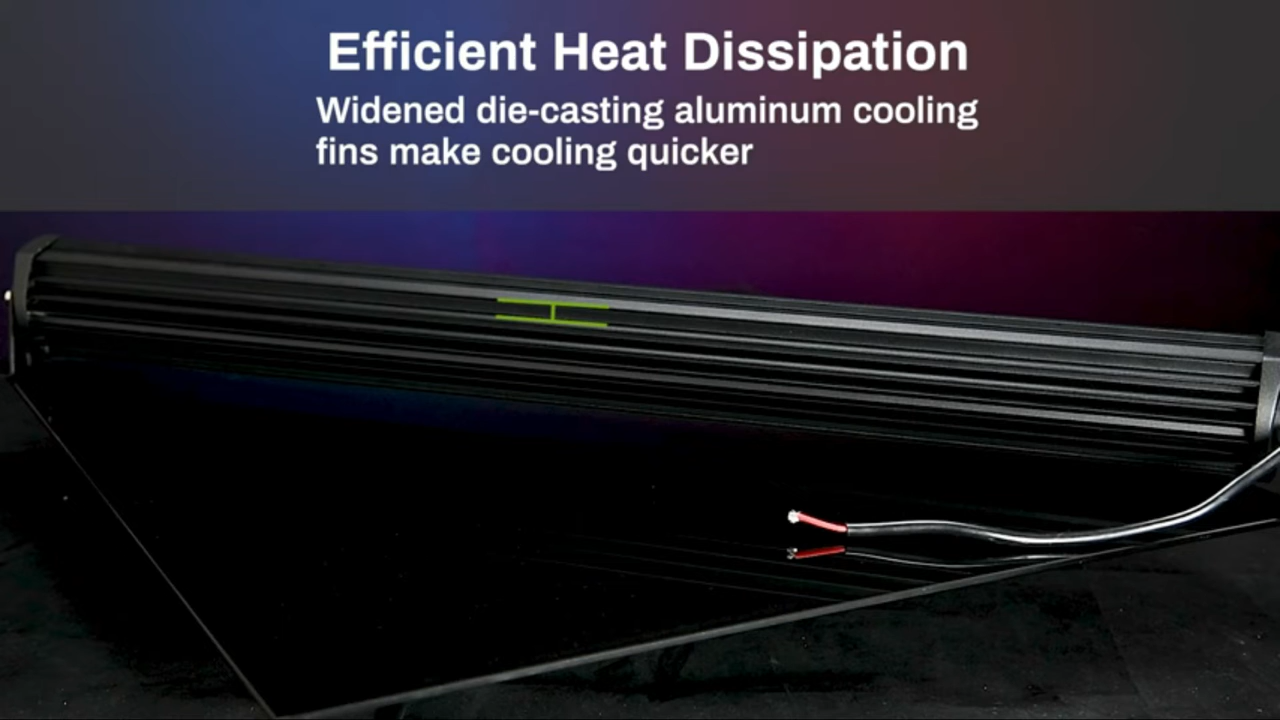 Efficient Heat Dissipation
Widened die-casting aluminum cooling
fins make cooling quicker